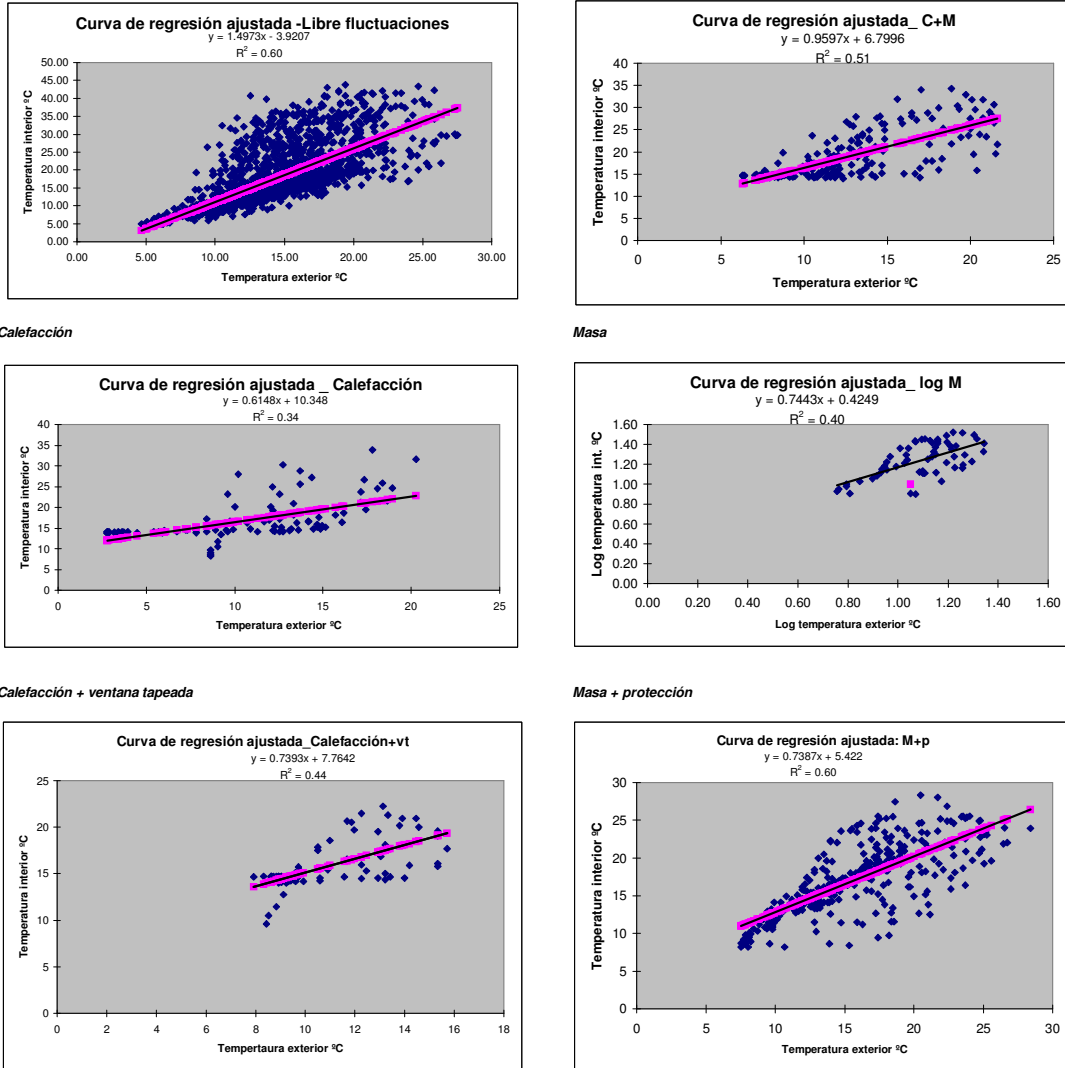 Curva de regresión ajustada -Libre fluctuaciones
y = 1.4973x - 3.9207
R² = 0.60
50.00
45.00
40.00
35.00
30.00
25.00
20.00
15.00
10.00
5.00
0.00
0.00 5.00 10.00 15.00 20.00 25.00 30.00
Temperatura interior ºC
Temperatura exterior ºC
Curva de regresión ajustada_ C+M
y = 0.9597x + 6.7996
R² = 0.51
40
35
30
25
20
15
10
5
0
0 5 10 15 20 25
Temperatura interior ºC
Temperatura exterior ºC
Calefacción
Masa
Curva de regresión ajustada _ Calefacción
y = 0.6148x + 10.348
R² = 0.34
40
35
30
25
20
15
10
5
0
0 5 10 15 20 25
Temperatura interior ºC
Temperatura exterior ºC
Curva de regresión ajustada_ log M
y = 0.7443x + 0.4249
R² = 0.40
1.60
1.40
1.20
1.00
0.80
0.60
0.40
0.20
0.00
0.00 0.20 0.40 0.60 0.80 1.00 1.20 1.40 1.60
Log temperatura int. ºC
Log temperatura exterior ºC
Calefacción + ventana tapeada
Masa + protección
Curva de regresión ajustada_Calefacción+vt
y = 0.7393x + 7.7642
R² = 0.44
25
20
15
10
5
0
0 2 4 6 8 10 12 14 16 18
Temperatura interior ºC
Tempertaura exterior ºC
Curva de regresión ajustada: M+p
y = 0.7387x + 5.422
R² = 0.60
30
25
20
15
10
5
0
0 5 10 15 20 25 30
Temperatura interior ºC
Temperatura exterior ºC